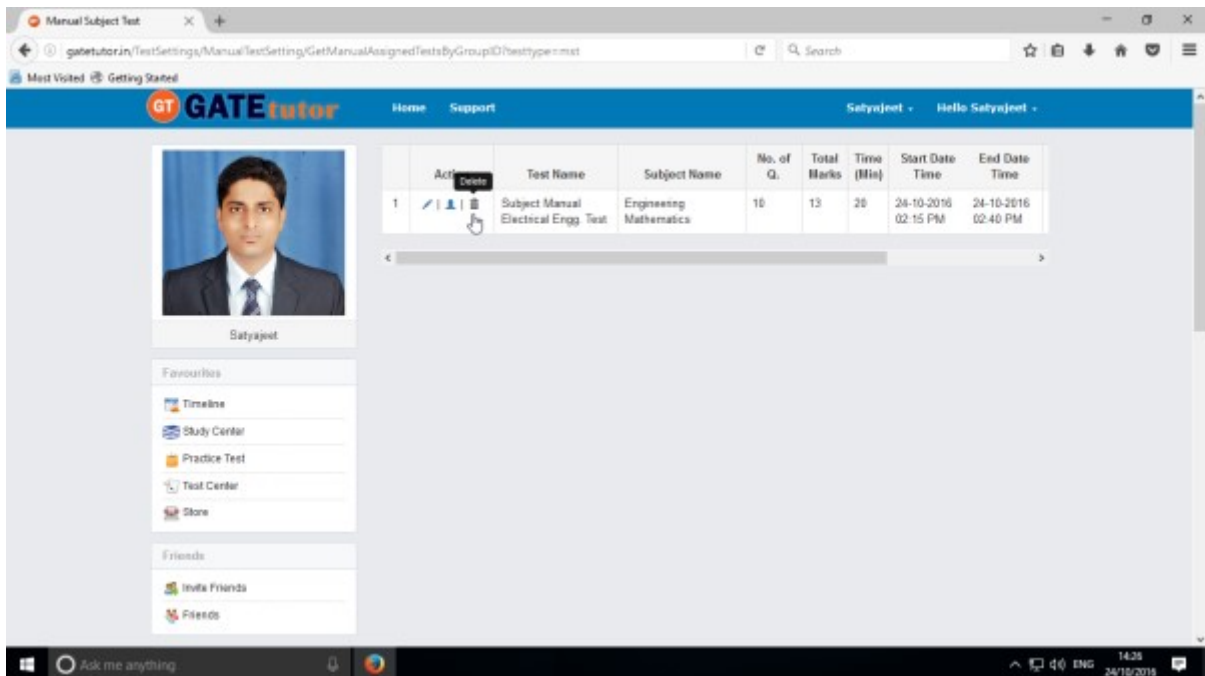 Manual Subject Test
gatetutor.in/TestSettings/ManualTestSetting/GetManualAssignedTestsByGroupID?testtype=mst
Search
Most Visited Getting Started
GT GATEtutor Home Support Satyajeet Hello Satyajeet
Delete
Test Name Subject Name No. of Q. Total Marks Time (Min) Start Date Time End Date Time
1 Subject Manual Electrical Engg. Test Engineering Mathematics 10 13 20 24-10-2016 02:15 PM 24-10-2016 02:40 PM
Satyajeet
Favourites
Timeline
Study Center
Practice Test
Test Center
Store
Friends
Invite Friends
Friends
Ask me anything
ENG
14:26
24/10/2016